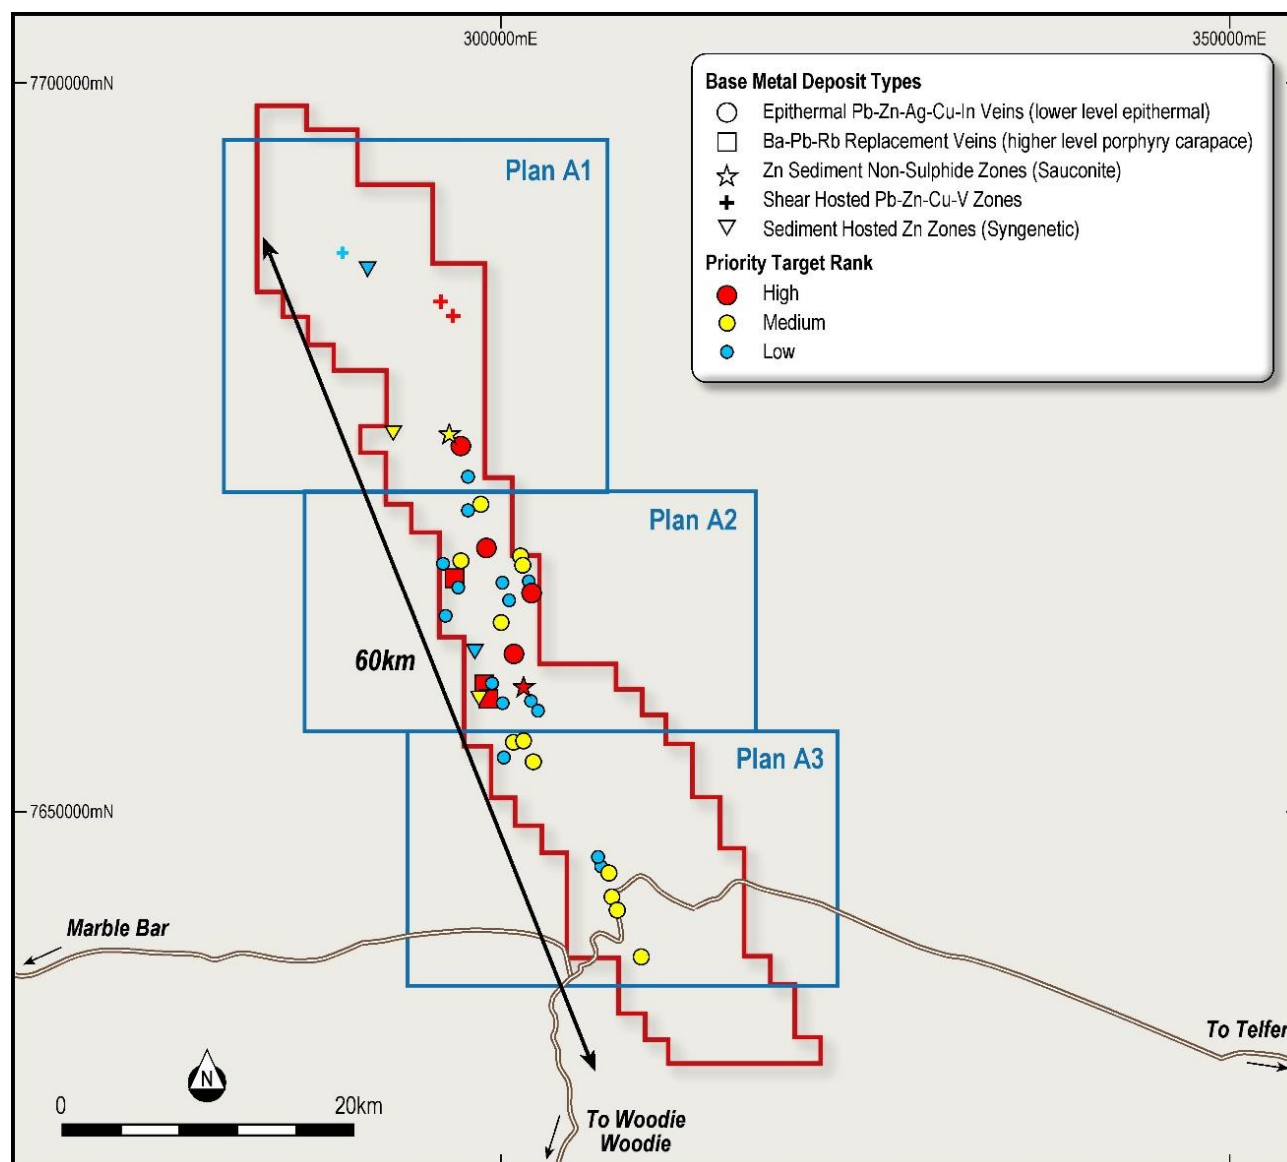 300000mE
350000mE
7700000mN
Base Metal Deposit Types
Epithermal Pb-Zn-Ag-Cu-In Veins (lower level epithermal)
Ba-Pb-Rb Replacement Veins (higher level porphyry carapace)
Zn Sediment Non-Sulphide Zones (Sauconite)
Shear Hosted Pb-Zn-Cu-V Zones
Sediment Hosted Zn Zones (Syngenetic)
Priority Target Rank
High
Medium
Low
Plan A1
Plan A2
60km
Plan A3
7650000mN
Marble Bar
To Telfer
N
0
20km
To Woodie
Woodie